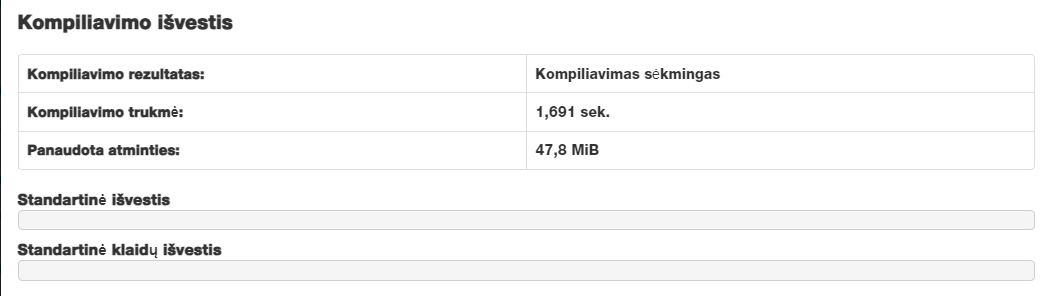 Kompiliavimo išvestis
Kompiliavimo rezultatas: Kompiliavimas sėkmingas
Kompiliavimo trukmė: 1,691 sek.
Panaudota atminties: 47,8 MiB
Standartinė išvestis
Standartinė klaidų išvestis